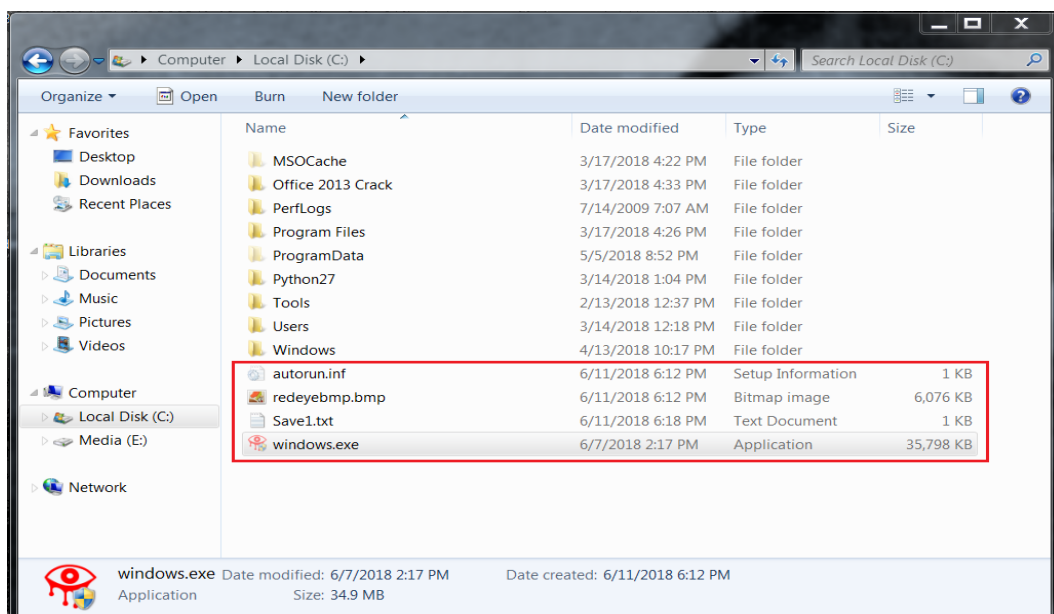 Computer Local Disk (C:) Search Local Disk (C:)
Organize Open Burn New folder
Name Date modified Type Size
Favorites
Desktop
Downloads
Recent Places
Libraries
Documents
Music
Pictures
Videos
Computer
Local Disk (C:)
Media (E:)
Network
MSOCache 3/17/2018 4:22 PM File folder
Office 2013 Crack 3/17/2018 4:33 PM File folder
PerfLogs 7/14/2009 7:07 AM File folder
Program Files 3/17/2018 4:26 PM File folder
ProgramData 5/5/2018 8:52 PM File folder
Python27 3/14/2018 1:04 PM File folder
Tools 2/13/2018 12:37 PM File folder
Users 3/14/2018 12:18 PM File folder
Windows 4/13/2018 10:17 PM File folder
autorun.inf 6/11/2018 6:12 PM Setup Information 1 KB
redeyebmp.bmp 6/11/2018 6:12 PM Bitmap image 6,076 KB
Save1.txt 6/11/2018 6:18 PM Text Document 1 KB
windows.exe 6/7/2018 2:17 PM Application 35,798 KB
windows.exe Date modified: 6/7/2018 2:17 PM Date created: 6/11/2018 6:12 PM
Application Size: 34.9 MB